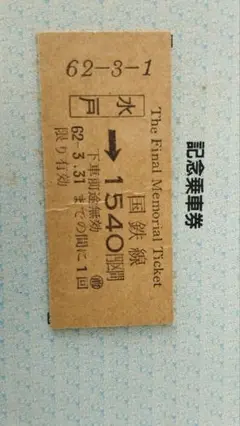 記念乗車券
The Final Memorial Ticket
62-3-1
国鉄線
水戸 → 1540円区間
下車前途無効
62-3.31 までの間に1回
限り有効